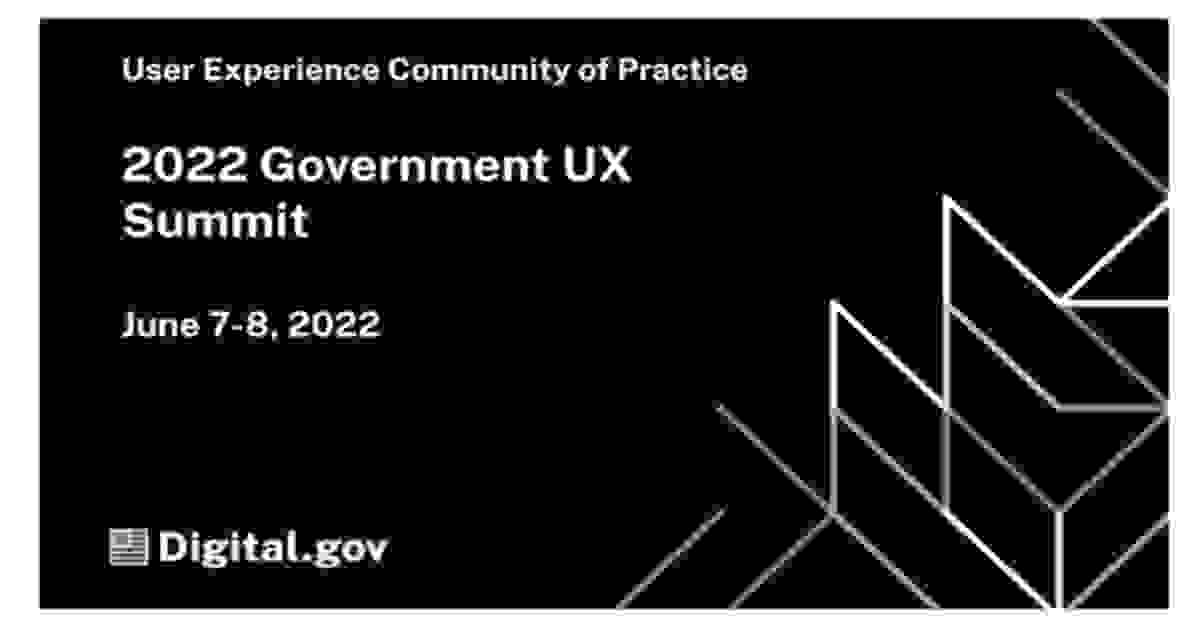 User Experience Community of Practice
2022 Government UX
Summit
June 7-8, 2022
Digital.gov